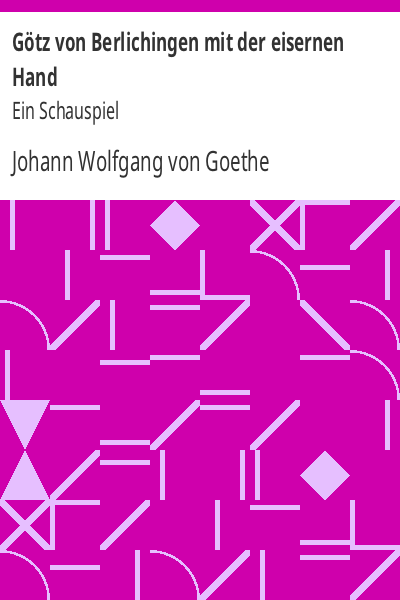 Götz von Berlichingen mit der eisernen
Hand
Ein Schauspiel
Johann Wolfgang von Goethe